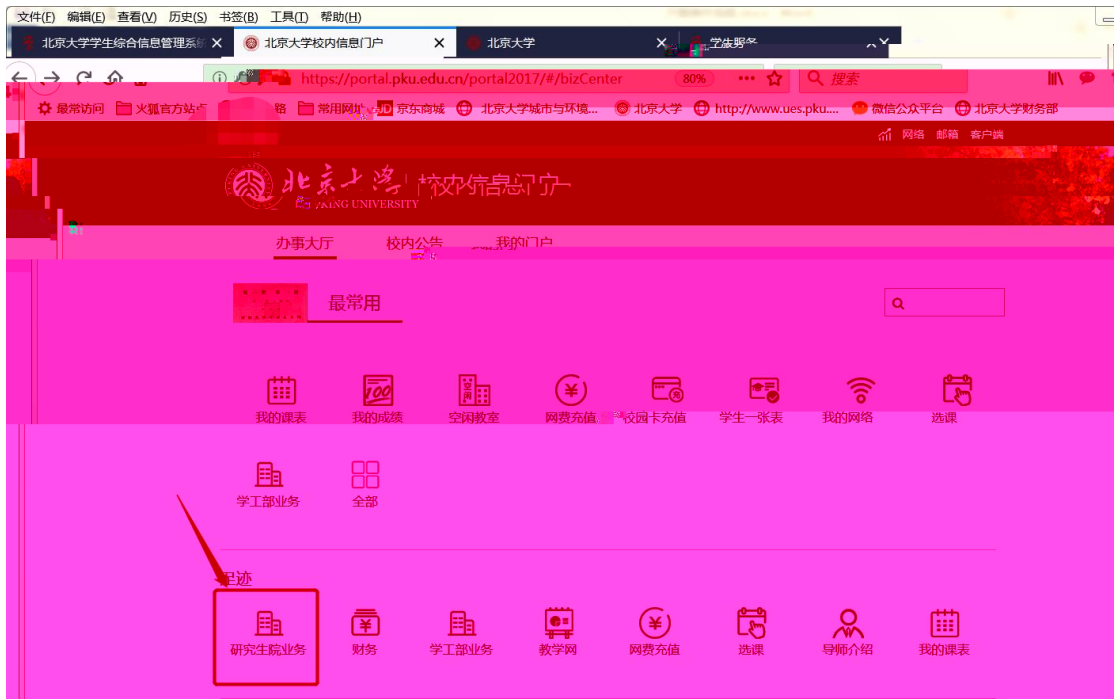 文件(F) 编辑(E) 查看(V) 历史(S) 书签(B) 工具(T) 帮助(H)
北京大学学生综合信息管理系统 北京大学校内信息门户 北京大学
https://portal.pku.edu.cn/portal2017/#/bizCenter 80% 搜索
最常访问 火狐官方站点 常用网址 JD 京东商城 北京大学城市与环境... 北京大学 http://www.ues.pku.... 微信公众平台 北京大学财务部
网络 邮箱 客户端
北京大学 校内信息门户
UNIVERSITY
办事大厅 校内公告 我的门户
最常用
100 空闲
我的课表 我的成绩 空闲教室 网费充值 校园卡充值 学生一张表 我的网络 选课
学工部业务 全部
足迹
研究生院业务 财务 学工部业务 教学网 网费充值 选课 导师介绍 我的课表